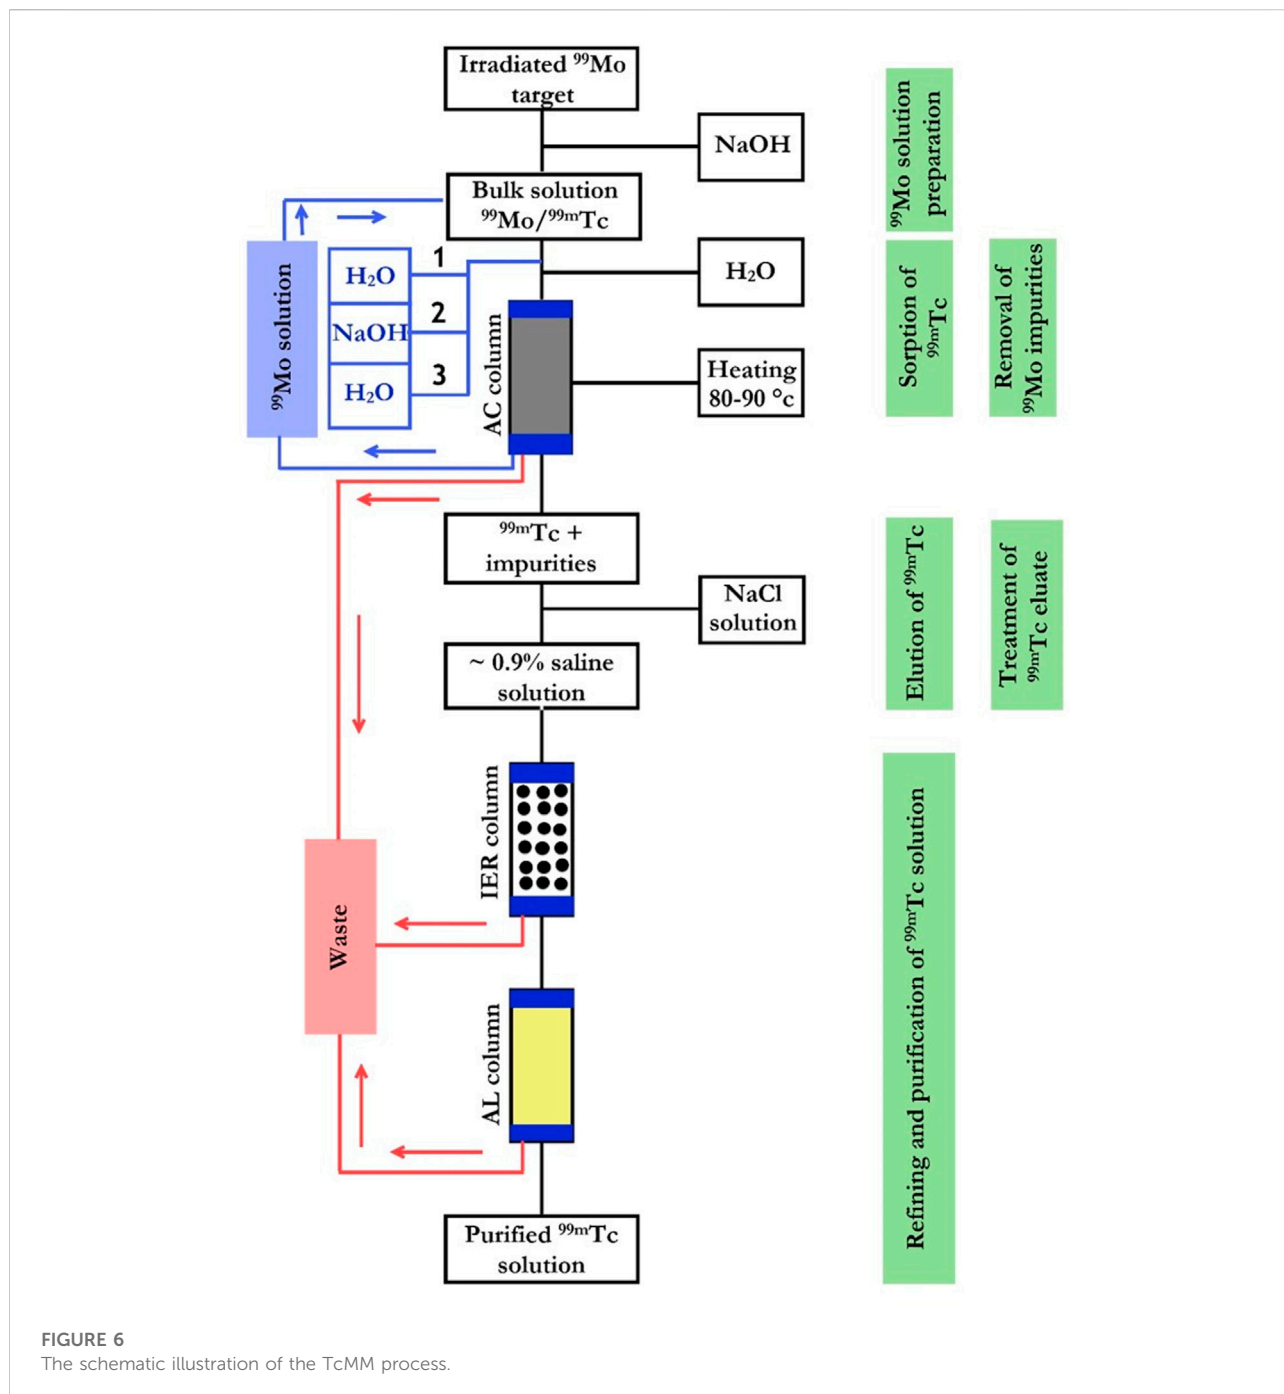 Irradiated ⁹⁹Mo
target
NaOH
Bulk solution
⁹⁹Mo/⁹⁹ᵐTc
H₂O
⁹⁹Mo solution
H₂O
NaOH
H₂O
1
2
3
AC column
Heating
80-90 °c
⁹⁹ᵐTc +
impurities
NaCl
solution
~ 0.9% saline
solution
IER column
Waste
AL column
Purified ⁹⁹ᵐTc
solution
⁹⁹Mo solution
preparation
Sorption of
⁹⁹ᵐTc
Removal of
⁹⁹Mo impurities
Elution of ⁹⁹ᵐTc
Treatment of
⁹⁹ᵐTc eluate
Refining and purification of ⁹⁹ᵐTc solution
FIGURE 6
The schematic illustration of the TcMM process.